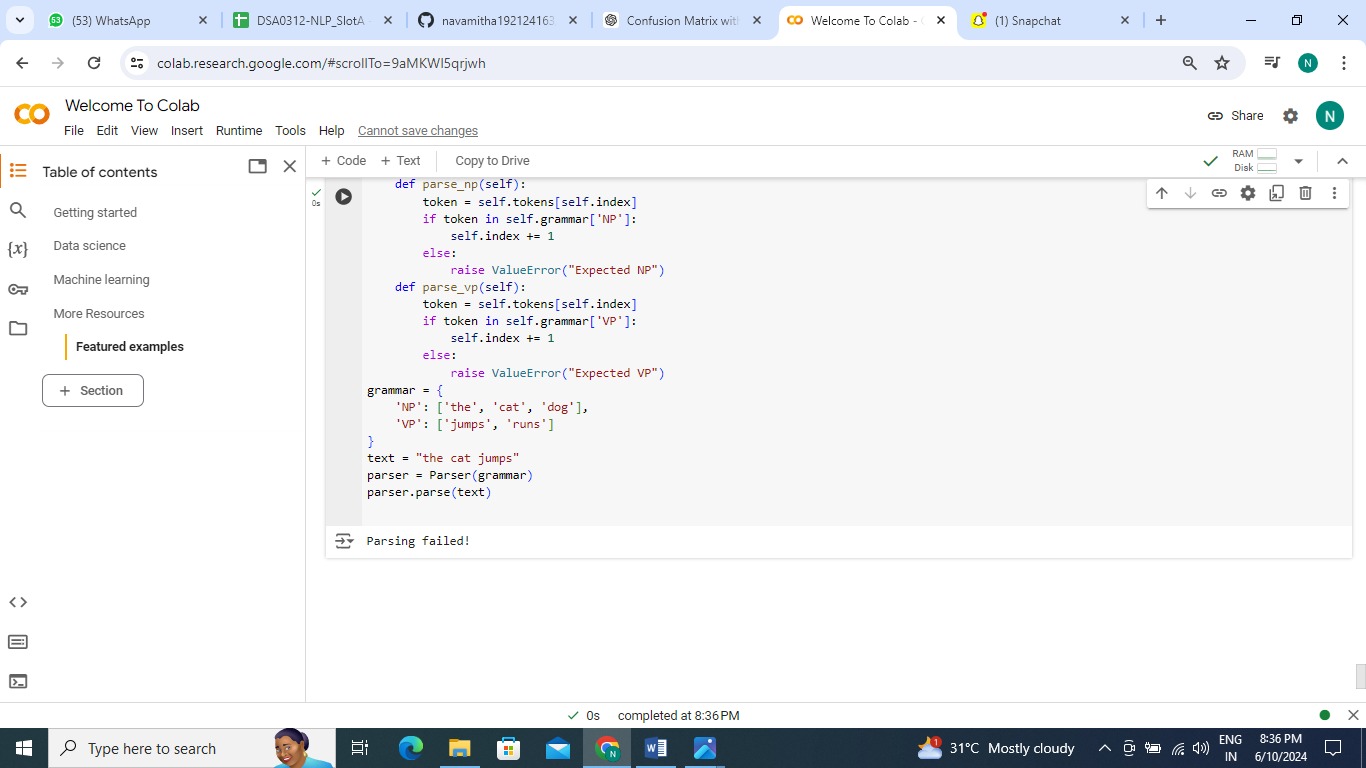 (53) WhatsApp
DSA0312-NLP_SlotA -
navamitha192124163
Confusion Matrix wit
Welcome To Colab -
(1) Snapchat
colab.research.google.com/#scrollTo=9aMKWI5qrjwh
N
Welcome To Colab
File Edit View Insert Runtime Tools Help Cannot save changes
Share
N
Table of contents
+ Code + Text Copy to Drive
RAM
Disk
Getting started
Data science
Machine learning
More Resources
Featured examples
+ Section
{x}
0s
def parse_np(self):
token = self.tokens[self.index]
if token in self.grammar['NP']:
self.index += 1
else:
raise ValueError("Expected NP")
def parse_vp(self):
token = self.tokens[self.index]
if token in self.grammar['VP']:
self.index += 1
else:
raise ValueError("Expected VP")
grammar = {
'NP': ['the', 'cat', 'dog'],
'VP': ['jumps', 'runs']
}
text = "the cat jumps"
parser = Parser(grammar)
parser.parse(text)
Parsing failed!
0s completed at 8:36 PM
Type here to search
1
31°C Mostly cloudy
ENG
IN
8:36 PM
6/10/2024